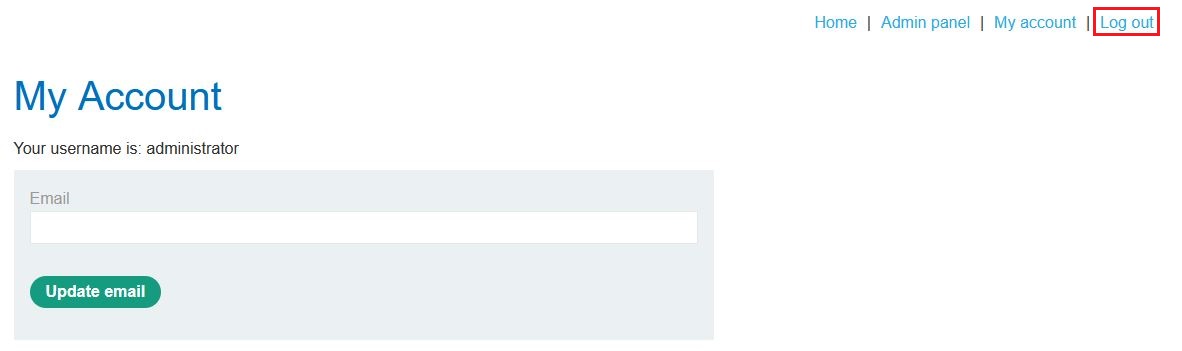 Home | Admin panel | My account | Log out
My Account
Your username is: administrator
Email
Update email